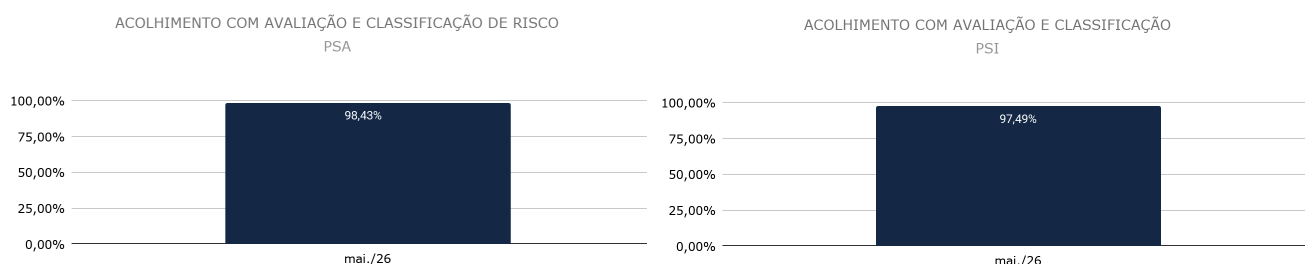 ACOLHIMENTO COM AVALIAÇÃO E CLASSIFICAÇÃO DE RISCO
PSA
100,00%
98,43%
75,00%
50,00%
25,00%
0,00%
mai./26
ACOLHIMENTO COM AVALIAÇÃO E CLASSIFICAÇÃO
PSI
100,00%
97,49%
75,00%
50,00%
25,00%
0,00%
mai./26